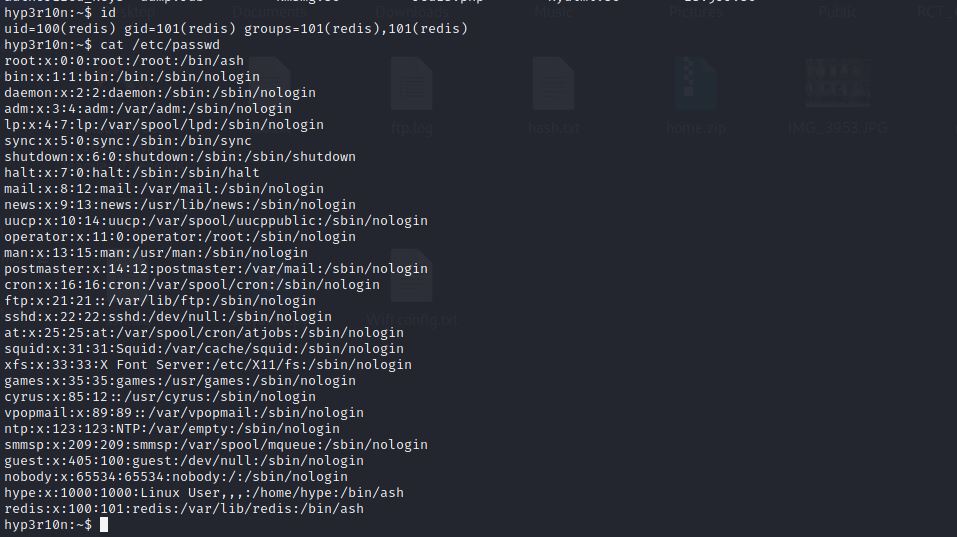 hyp3r10n:~$ id
uid=100(redis) gid=101(redis) groups=101(redis),101(redis)
hyp3r10n:~$ cat /etc/passwd
root:x:0:0:root:/root:/bin/ash
bin:x:1:1:bin:/bin:/sbin/nologin
daemon:x:2:2:daemon:/sbin:/sbin/nologin
adm:x:3:4:adm:/var/adm:/sbin/nologin
lp:x:4:7:lp:/var/spool/lpd:/sbin/nologin
sync:x:5:0:sync:/sbin:/bin/sync
shutdown:x:6:0:shutdown:/sbin:/sbin/shutdown
halt:x:7:0:halt:/sbin:/sbin/halt
mail:x:8:12:mail:/var/mail:/sbin/nologin
news:x:9:13:news:/usr/lib/news:/sbin/nologin
uucp:x:10:14:uucp:/var/spool/uucppublic:/sbin/nologin
operator:x:11:0:operator:/root:/sbin/nologin
man:x:13:15:man:/usr/man:/sbin/nologin
postmaster:x:14:12:postmaster:/var/mail:/sbin/nologin
cron:x:16:16:cron:/var/spool/cron:/sbin/nologin
ftp:x:21:21::/var/lib/ftp:/sbin/nologin
sshd:x:22:22:sshd:/dev/null:/sbin/nologin
at:x:25:25:at:/var/spool/cron/atjobs:/sbin/nologin
squid:x:31:31:Squid:/var/cache/squid:/sbin/nologin
xfs:x:33:33:X Font Server:/etc/X11/fs:/sbin/nologin
games:x:35:35:games:/usr/games:/sbin/nologin
cyrus:x:85:12::/usr/cyrus:/sbin/nologin
vpopmail:x:89:89::/var/vpopmail:/sbin/nologin
ntp:x:123:123:NTP:/var/empty:/sbin/nologin
smmsp:x:209:209:smmsp:/var/spool/mqueue:/sbin/nologin
guest:x:405:100:guest:/dev/null:/sbin/nologin
nobody:x:65534:65534:nobody:/:/sbin/nologin
hype:x:1000:1000:Linux User,,,:/home/hype:/bin/ash
redis:x:100:101:redis:/var/lib/redis:/bin/ash
hyp3r10n:~$
Documents
Downloads
Music
Pictures
Public
ftp.log
hash.txt
home.zip
IMG_3953.JPG